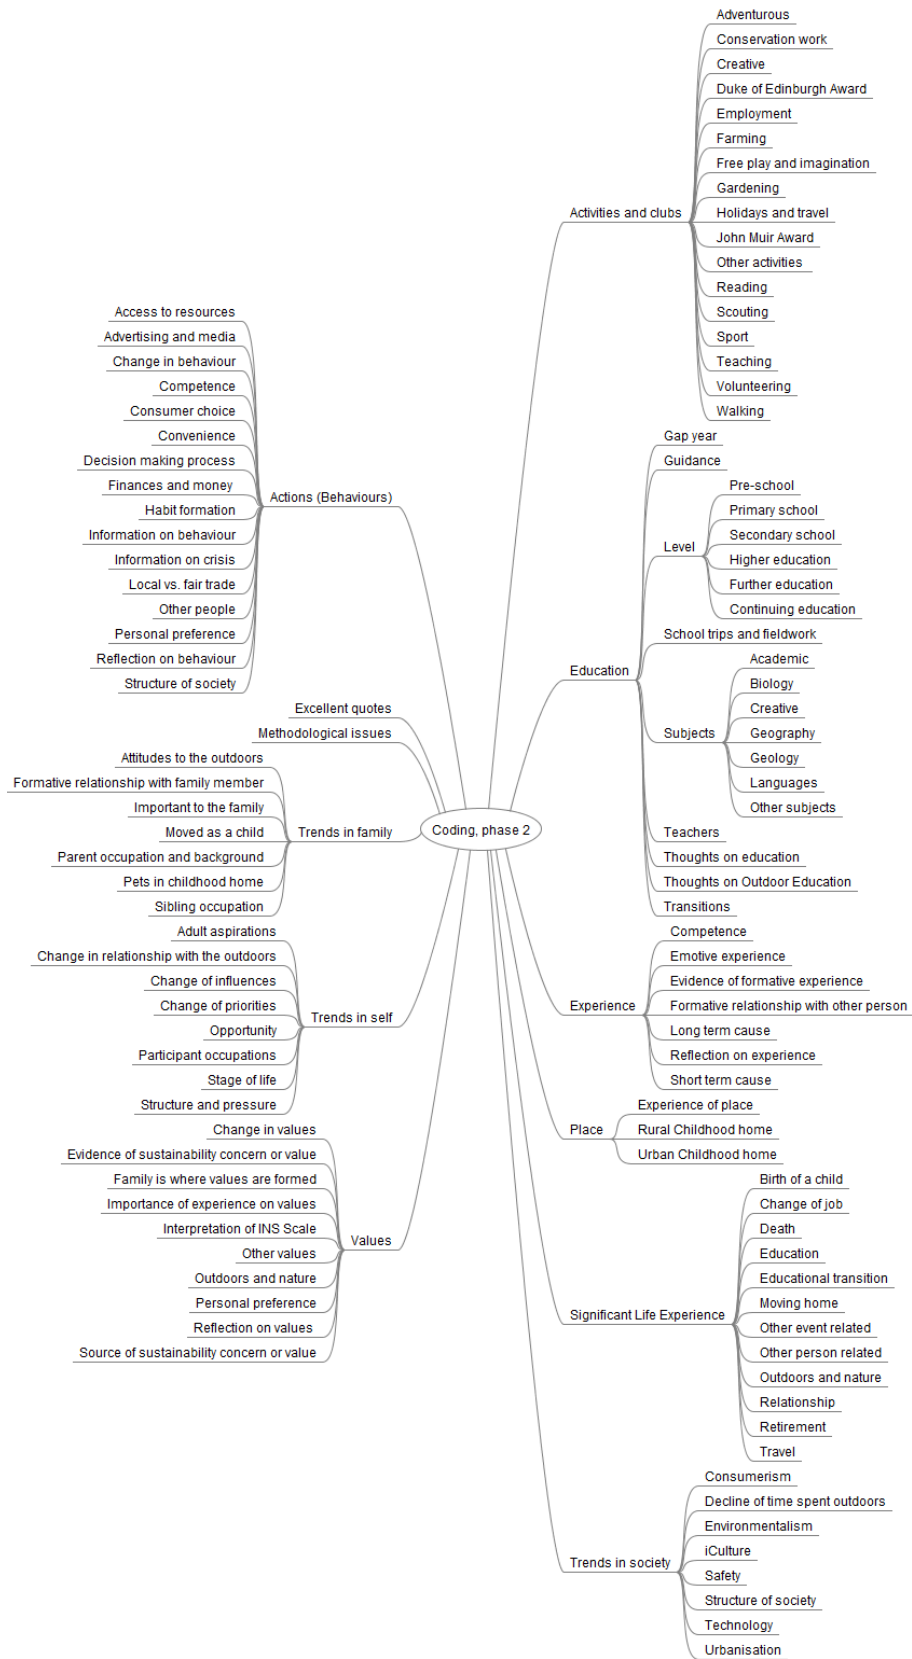 Coding, phase 2
Activities and clubs
Adventurous
Conservation work
Creative
Duke of Edinburgh Award
Employment
Farming
Free play and imagination
Gardening
Holidays and travel
John Muir Award
Other activities
Reading
Scouting
Sport
Teaching
Volunteering
Walking
Education
Gap year
Guidance
Level
Pre-school
Primary school
Secondary school
Higher education
Further education
Continuing education
School trips and fieldwork
Subjects
Academic
Biology
Creative
Geography
Geology
Languages
Other subjects
Teachers
Thoughts on education
Thoughts on Outdoor Education
Transitions
Experience
Competence
Emotive experience
Evidence of formative experience
Formative relationship with other person
Long term cause
Reflection on experience
Short term cause
Place
Experience of place
Rural Childhood home
Urban Childhood home
Significant Life Experience
Birth of a child
Change of job
Death
Education
Educational transition
Moving home
Other event related
Other person related
Outdoors and nature
Relationship
Retirement
Travel
Trends in society
Consumerism
Decline of time spent outdoors
Environmentalism
iCulture
Safety
Structure of society
Technology
Urbanisation
Actions (Behaviours)
Access to resources
Advertising and media
Change in behaviour
Competence
Consumer choice
Convenience
Decision making process
Finances and money
Habit formation
Information on behaviour
Information on crisis
Local vs. fair trade
Other people
Personal preference
Reflection on behaviour
Structure of society
Excellent quotes
Methodological issues
Trends in family
Attitudes to the outdoors
Formative relationship with family member
Important to the family
Moved as a child
Parent occupation and background
Pets in childhood home
Sibling occupation
Trends in self
Adult aspirations
Change in relationship with the outdoors
Change of influences
Change of priorities
Opportunity
Participant occupations
Stage of life
Structure and pressure
Values
Change in values
Evidence of sustainability concern or value
Family is where values are formed
Importance of experience on values
Interpretation of INS Scale
Other values
Outdoors and nature
Personal preference
Reflection on values
Source of sustainability concern or value